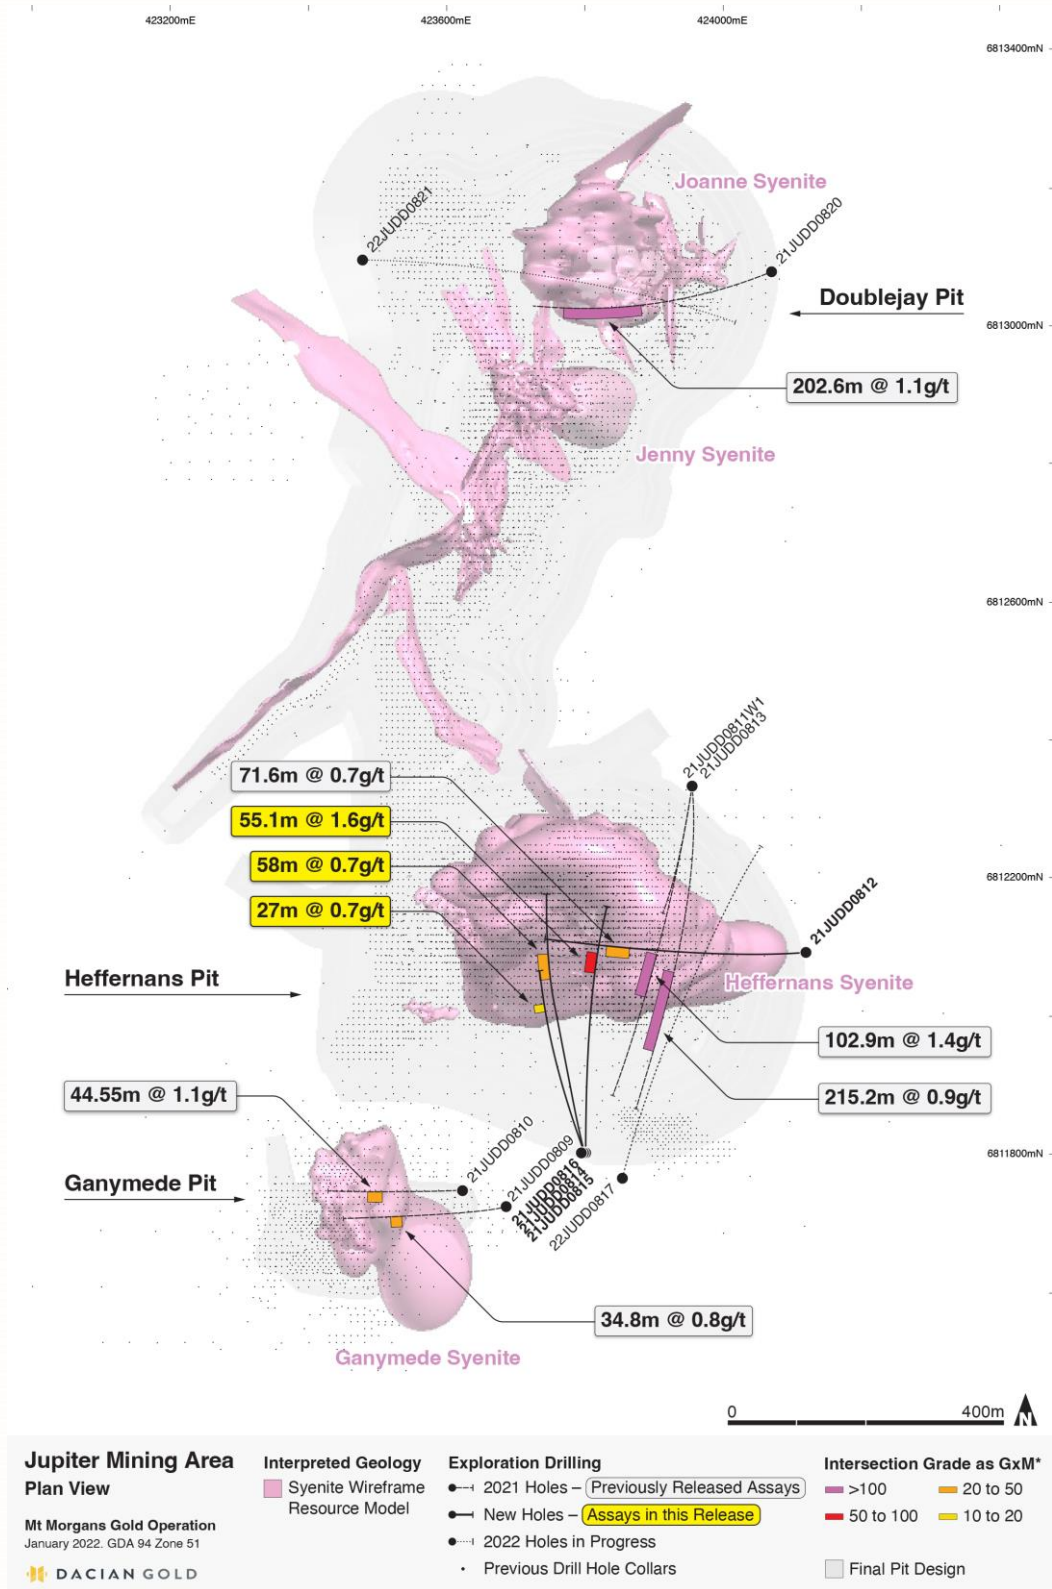 423200mE
423600mE
424000mE
6813400mN
Joanne Syenite
22JUDD0821
21JUDD0820
Doublejay Pit
6813000mN
202.6m @ 1.1g/t
Jenny Syenite
6812600mN
21JUDD0811W1
21JUDD0813
71.6m @ 0.7g/t
55.1m @ 1.6g/t
58m @ 0.7g/t
27m @ 0.7g/t
6812200mN
21JUDD0812
Heffernans Pit
Heffernans Syenite
102.9m @ 1.4g/t
44.55m @ 1.1g/t
215.2m @ 0.9g/t
21JUDD0810
21JUDD0809
21JUDD0816
21JUDD0814
21JUDD0815
22JUDD0817
6811800mN
Ganymede Pit
34.8m @ 0.8g/t
Ganymede Syenite
0 400m
N
Jupiter Mining Area
Plan View
Mt Morgans Gold Operation
January 2022. GDA 94 Zone 51
DACIAN GOLD
Interpreted Geology
Syenite Wireframe
Resource Model
Exploration Drilling
2021 Holes – Previously Released Assays
New Holes – Assays in this Release
2022 Holes in Progress
Previous Drill Hole Collars
Intersection Grade as GxM*
>100 20 to 50
50 to 100 10 to 20
Final Pit Design